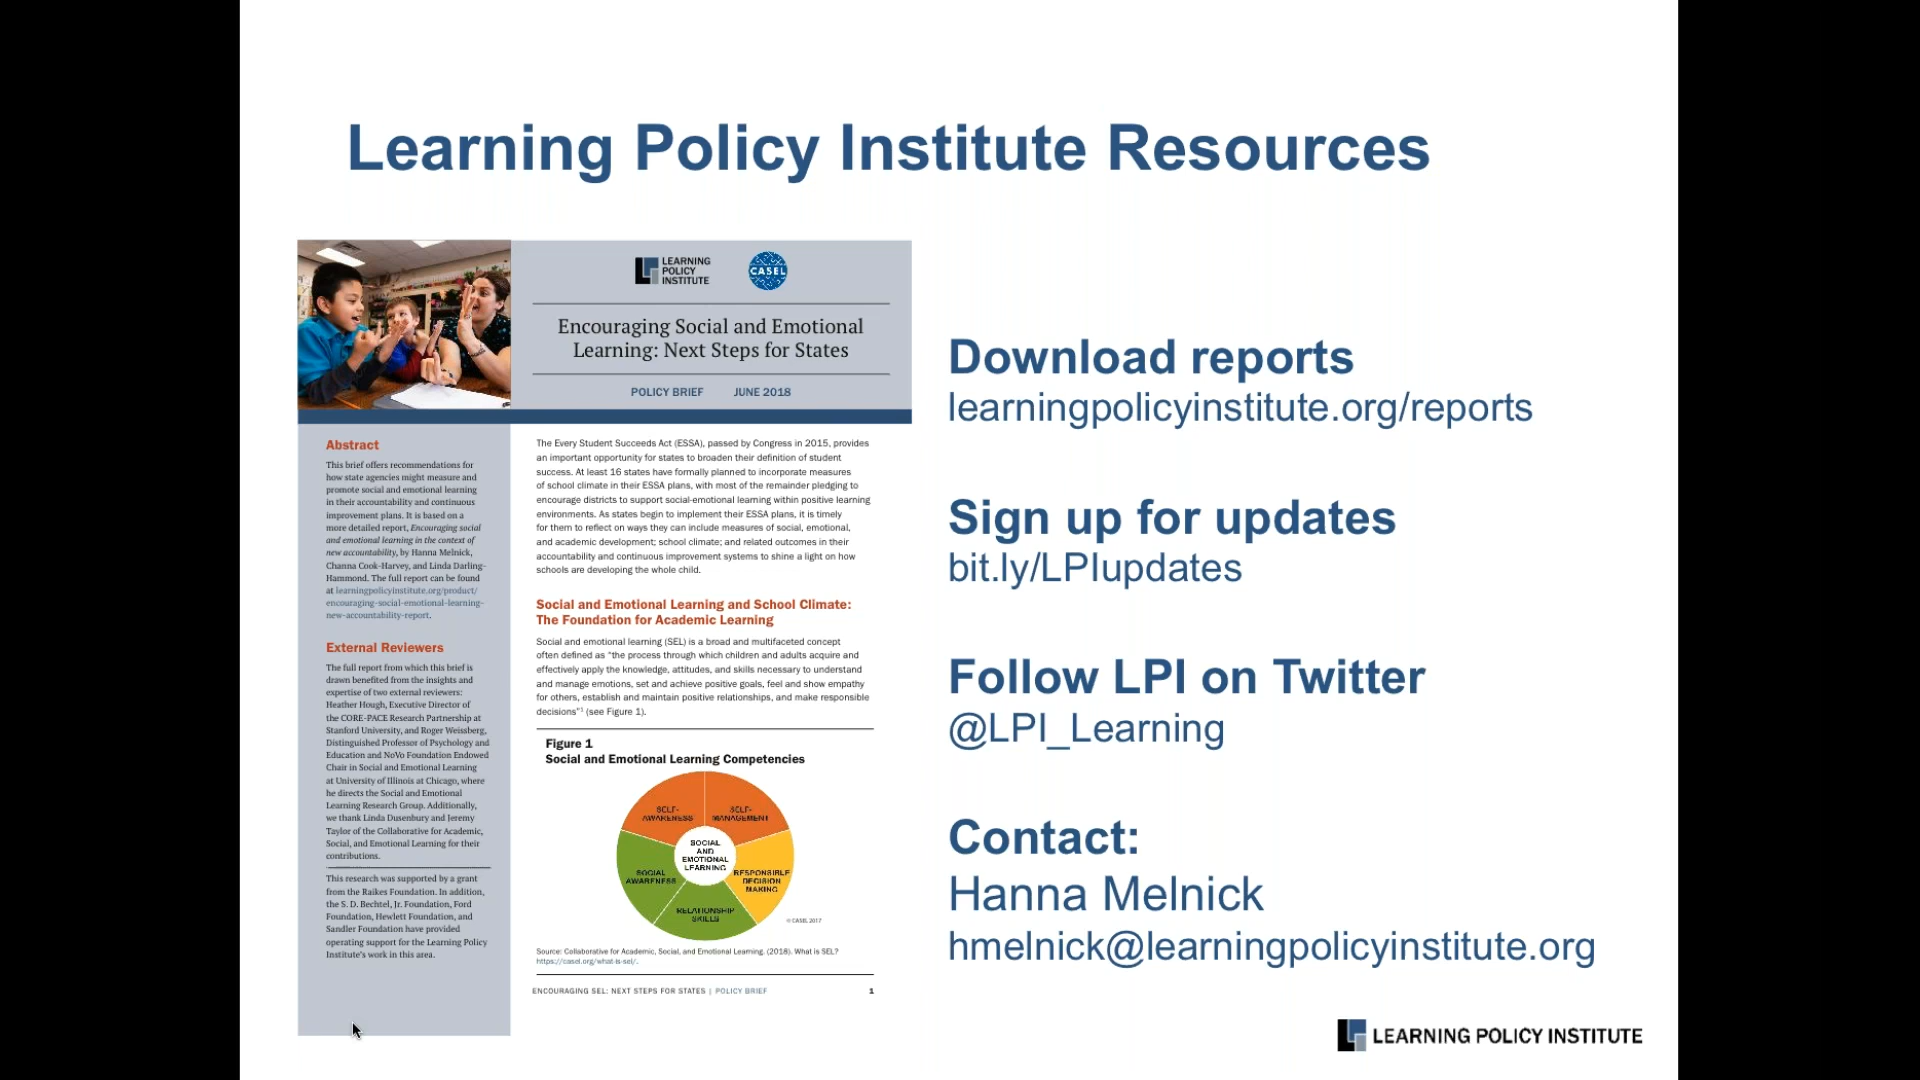 Learning Policy Institute Resources
LEARNING
POLICY
INSTITUTE
CASEL
Encouraging Social and Emotional
Learning: Next Steps for States
POLICY BRIEF JUNE 2018
Abstract
This brief offers recommendations for
how state agencies might measure and
promote social and emotional learning
in their accountability and continuous
improvement plans. It is based on a
more detailed report, Encouraging social
and emotional learning in the context of
new accountability, by Hanna Melnick,
Channa Cook-Harvey, and Linda Darling-
Hammond. The full report can be found
at learningpolicyinstitute.org/product/
encouraging-social-emotional-learning-
new-accountability-report.
External Reviewers
The full report from which this brief is
drawn benefited from the insights and
expertise of two external reviewers:
Heather Hough, Executive Director of
the CORE-PACE Research Partnership at
Stanford University, and Roger Weissberg,
Distinguished Professor of Psychology and
Education and NoVo Foundation Endowed
Chair in Social and Emotional Learning
at University of Illinois at Chicago, where
he directs the Social and Emotional
Learning Research Group. Additionally,
we thank Linda Dusenbury and Jeremy
Taylor of the Collaborative for Academic,
Social, and Emotional Learning for their
contributions.
This research was supported by a grant
from the Raikes Foundation. In addition,
the S. D. Bechtel, Jr. Foundation, Ford
Foundation, Hewlett Foundation, and
Sandler Foundation have provided
operating support for the Learning Policy
Institute's work in this area.
The Every Student Succeeds Act (ESSA), passed by Congress in 2015, provides
an important opportunity for states to broaden their definition of student
success. At least 16 states have formally planned to incorporate measures
of school climate in their ESSA plans, with most of the remainder pledging to
encourage districts to support social-emotional learning within positive learning
environments. As states begin to implement their ESSA plans, it is timely
for them to reflect on ways they can include measures of social, emotional,
and academic development; school climate; and related outcomes in their
accountability and continuous improvement systems to shine a light on how
schools are developing the whole child.
Social and Emotional Learning and School Climate:
The Foundation for Academic Learning
Social and emotional learning (SEL) is a broad and multifaceted concept
often defined as "the process through which children and adults acquire and
effectively apply the knowledge, attitudes, and skills necessary to understand
and manage emotions, set and achieve positive goals, feel and show empathy
for others, establish and maintain positive relationships, and make responsible
decisions"1 (see Figure 1).
Figure 1
Social and Emotional Learning Competencies
SELF-
AWARENESS
SELF-
MANAGEMENT
SOCIAL
AND
EMOTIONAL
LEARNING
SOCIAL
AWARENESS
RESPONSIBLE
DECISION
MAKING
RELATIONSHIP
SKILLS
© CASEL 2017
Source: Collaborative for Academic, Social, and Emotional Learning. (2018). What is SEL?
https://casel.org/what-is-sel/.
ENCOURAGING SEL: NEXT STEPS FOR STATES | POLICY BRIEF 1
Download reports
learningpolicyinstitute.org/reports
Sign up for updates
bit.ly/LPIupdates
Follow LPI on Twitter
@LPI_Learning
Contact:
Hanna Melnick
hmelnick@learningpolicyinstitute.org
LEARNING POLICY INSTITUTE